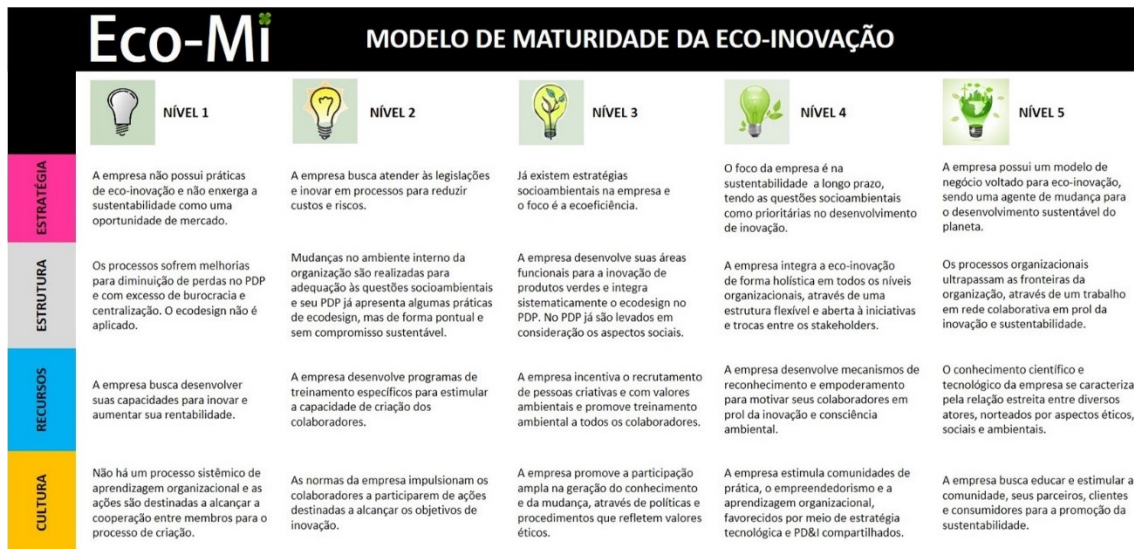 Eco-Mi
MODELO DE MATURIDADE DA ECO-INOVAÇÃO
NÍVEL 1
NÍVEL 2
NÍVEL 3
NÍVEL 4
NÍVEL 5
ESTRATÉGIA
A empresa não possui práticas
de eco-inovação e não enxerga a
sustentabilidade como uma
oportunidade de mercado.
A empresa busca atender às legislações
e inovar em processos para reduzir
custos e riscos.
Já existem estratégias
socioambientais na empresa e
o foco é a ecoeficiência.
O foco da empresa é na
sustentabilidade a longo prazo,
tendo as questões socioambientais
como prioritárias no desenvolvimento
de inovação.
A empresa possui um modelo de
negócio voltado para eco-inovação,
sendo uma agente de mudança para
o desenvolvimento sustentável do
planeta.
ESTRUTURA
Os processos sofrem melhorias
para diminuição de perdas no PDP
e com excesso de burocracia e
centralização. O ecodesign não é
aplicado.
Mudanças no ambiente interno da
organização são realizadas para
adequação às questões socioambientais
e seu PDP já apresenta algumas práticas
de ecodesign, mas de forma pontual e
sem compromisso sustentável.
A empresa desenvolve suas áreas
funcionais para a inovação de
produtos verdes e integra
sistematicamente o ecodesign no
PDP. No PDP já são levados em
consideração os aspectos sociais.
A empresa integra a eco-inovação
de forma holística em todos os níveis
organizacionais, através de uma
estrutura flexível e aberta à iniciativas
e trocas entre os stakeholders.
Os processos organizacionais
ultrapassam as fronteiras da
organização, através de um trabalho
em rede colaborativa em prol da
inovação e sustentabilidade.
RECURSOS
A empresa busca desenvolver
suas capacidades para inovar e
aumentar sua rentabilidade.
A empresa desenvolve programas de
treinamento específicos para estimular
a capacidade de criação dos
colaboradores.
A empresa incentiva o recrutamento
de pessoas criativas e com valores
ambientais e promove treinamento
ambiental a todos os colaboradores.
A empresa desenvolve mecanismos de
reconhecimento e empoderamento
para motivar seus colaboradores em
prol da inovação e consciência
ambiental.
O conhecimento científico e
tecnológico da empresa se caracteriza
pela relação estreita entre diversos
atores, norteados por aspectos éticos,
sociais e ambientais.
CULTURA
Não há um processo sistêmico de
aprendizagem organizacional e as
ações são destinadas a alcançar a
cooperação entre membros para o
processo de criação.
As normas da empresa impulsionam os
colaboradores a participarem de ações
destinadas a alcançar os objetivos de
inovação.
A empresa promove a participação
ampla na geração do conhecimento
e da mudança, através de políticas e
procedimentos que refletem valores
éticos.
A empresa estimula comunidades de
prática, o empreendedorismo e a
aprendizagem organizacional,
favorecidos por meio de estratégia
tecnológica e PD&I compartilhados.
A empresa busca educar e estimular a
comunidade, seus parceiros, clientes
e consumidores para a promoção da
sustentabilidade.